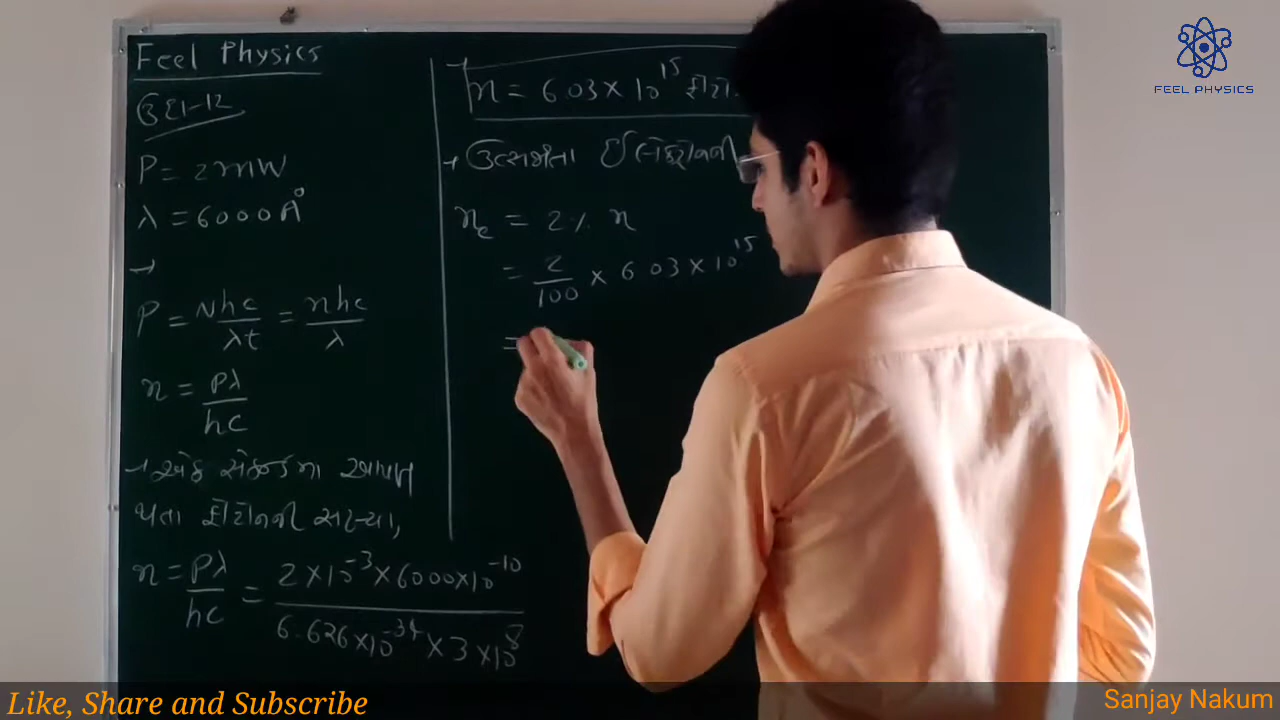 Feel Physics
ઉદા-12
P = 2mW
λ = 6000 A°
→
P = Nhc/λt = nhc/λ
n = Pλ/hc
→ એક સેકન્ડમા આપાત
થતા ફોટોનની સંખ્યા,
n = Pλ/hc = 2×10⁻³×6000×10⁻¹⁰ / 6.626×10⁻³⁴×3×10⁸
n = 6.03×10¹⁵ ફોટો
→ ઉત્સર્જાતા ઈલેક્ટ્રોનની
nₑ = 2% n
= 2/100 × 6.03×10¹⁵
=
FEEL PHYSICS
Like, Share and Subscribe
Sanjay Nakum